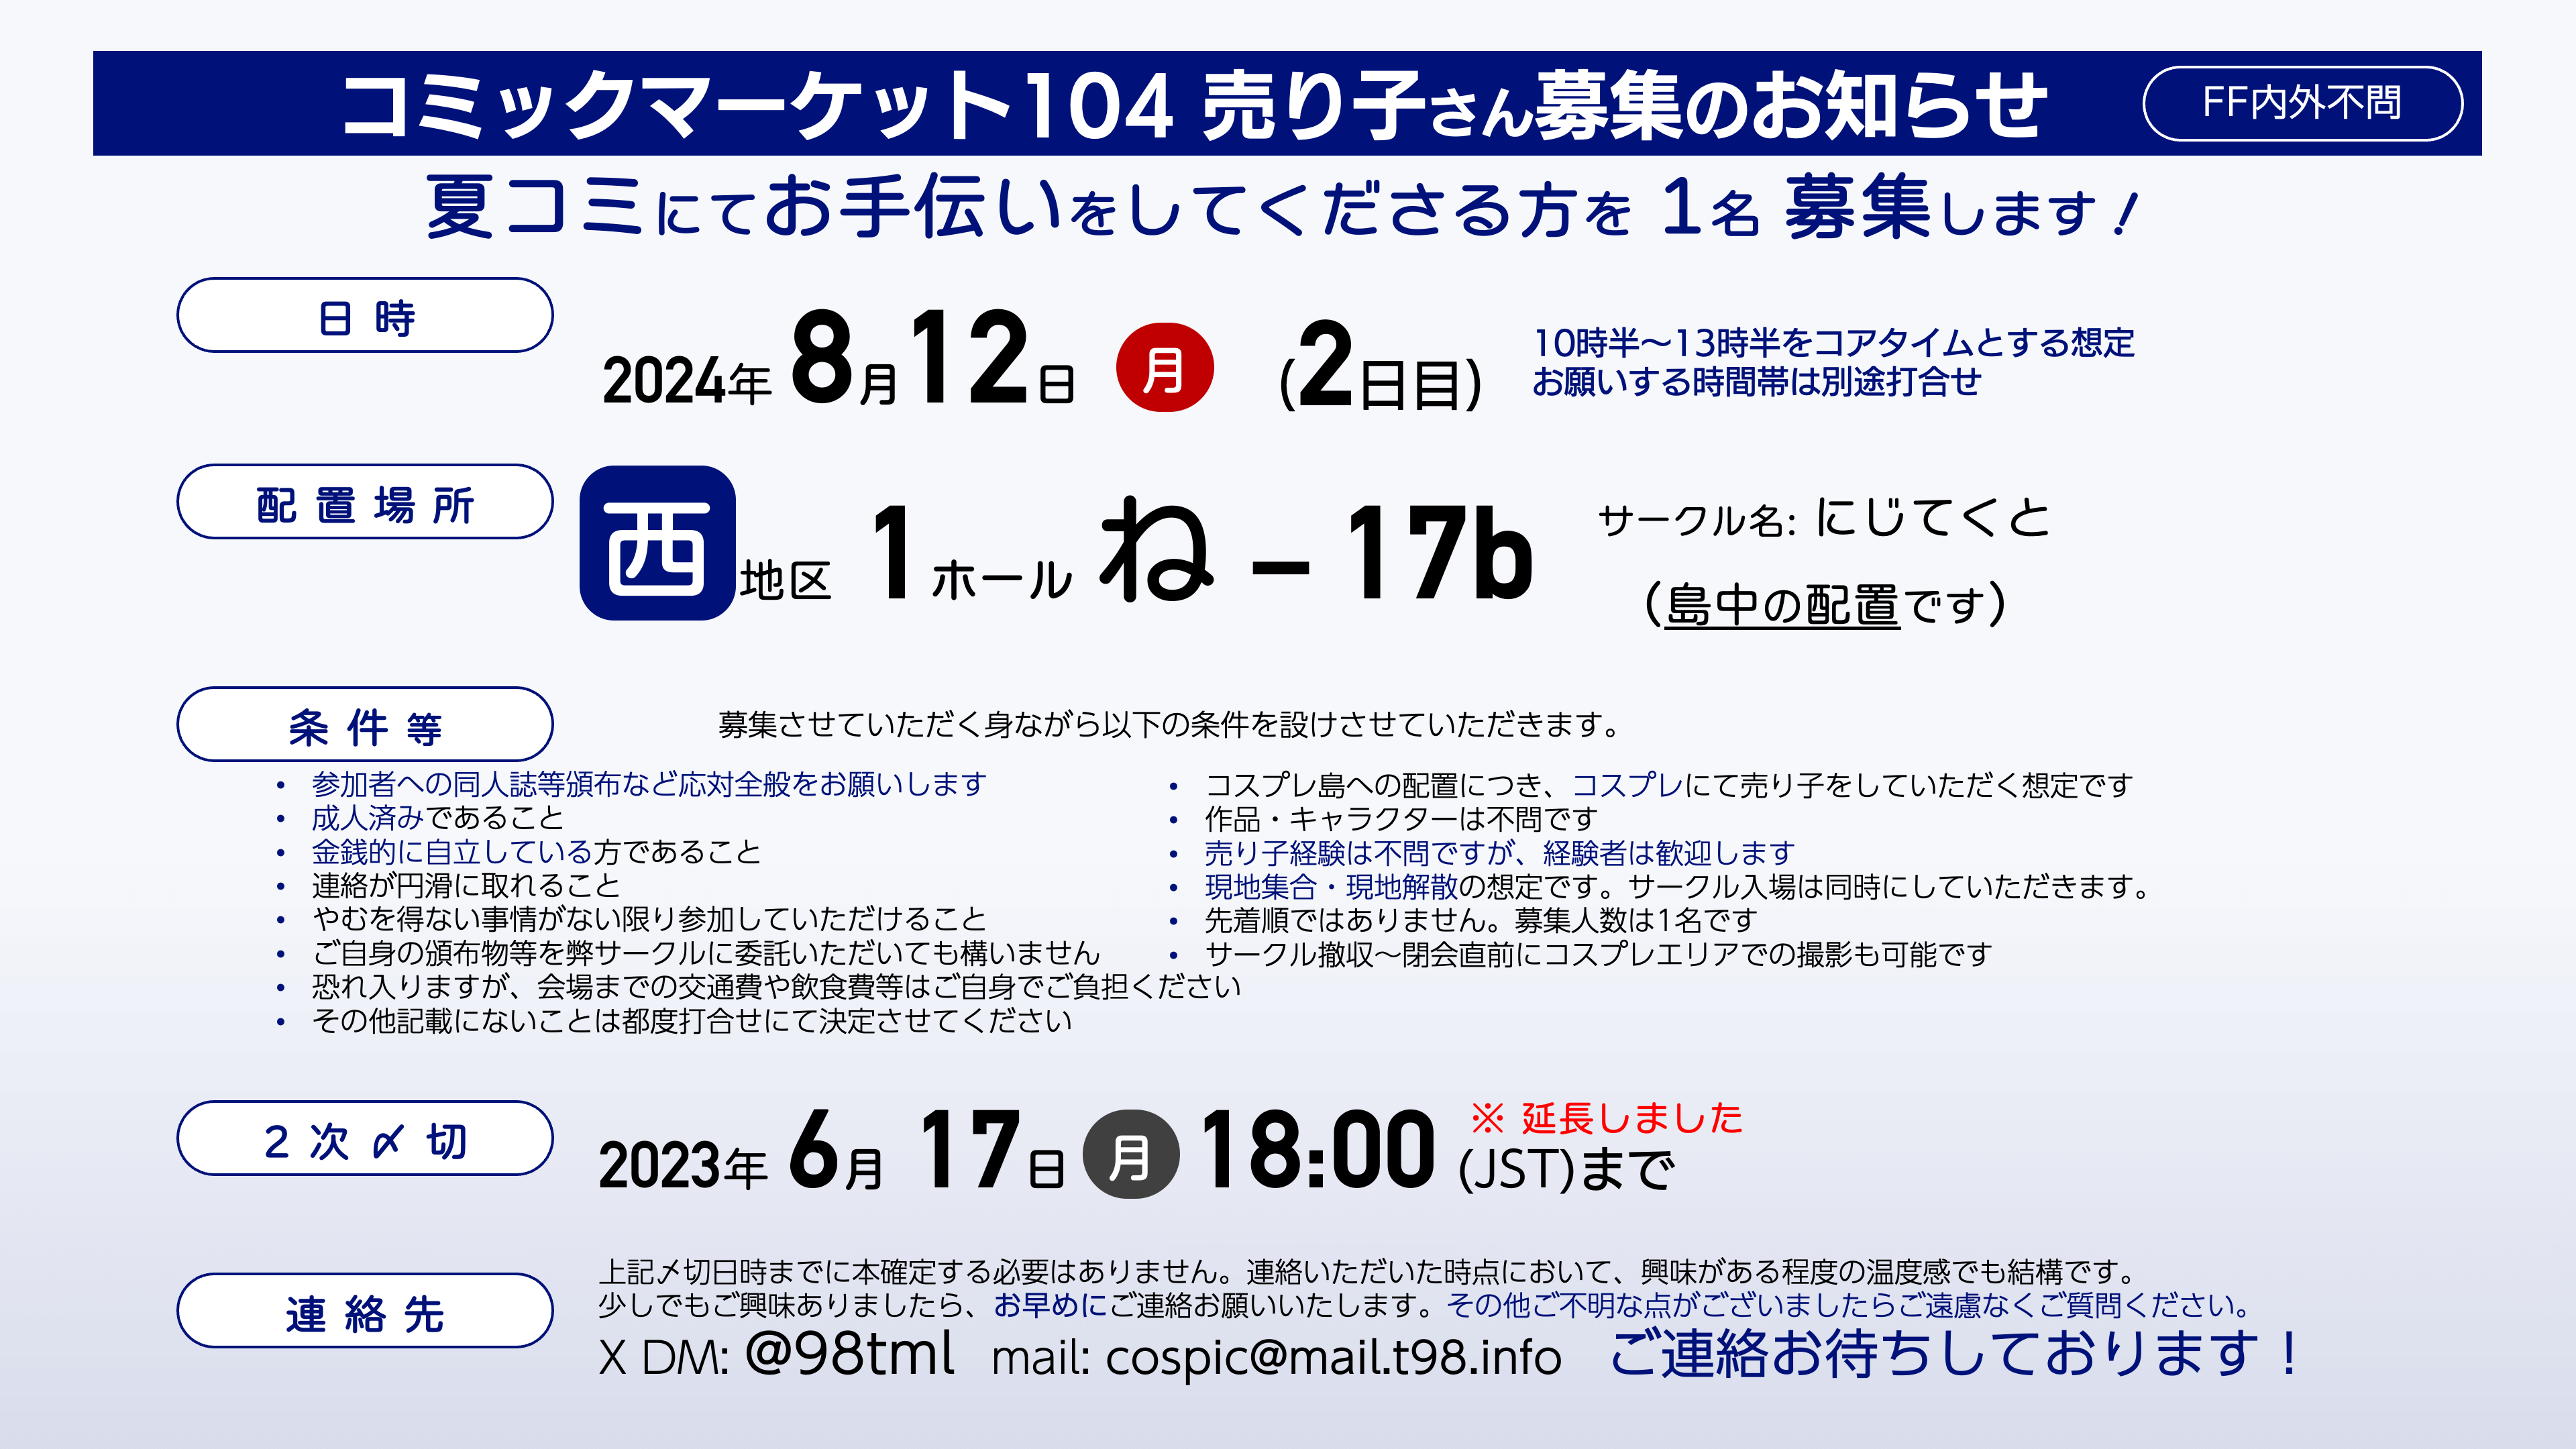 コミックマーケット104 売り子さん募集のお知らせ
FF内外不問
夏コミにてお手伝いをしてくださる方を 1名 募集します！
日時
2024年 8月12日 月 (2日目)
10時半～13時半をコアタイムとする想定
お願いする時間帯は別途打合せ
配置場所
西地区 1ホール ね – 17b
サークル名: にじてくと
（島中の配置です）
条件等
募集させていただく身ながら以下の条件を設けさせていただきます。
• 参加者への同人誌等頒布など応対全般をお願いします
• 成人済みであること
• 金銭的に自立している方であること
• 連絡が円滑に取れること
• やむを得ない事情がない限り参加していただけること
• ご自身の頒布物等を弊サークルに委託いただいても構いません
• 恐れ入りますが、会場までの交通費や飲食費等はご自身でご負担ください
• その他記載にないことは都度打合せにて決定させてください
• コスプレ島への配置につき、コスプレにて売り子をしていただく想定です
• 作品・キャラクターは不問です
• 売り子経験は不問ですが、経験者は歓迎します
• 現地集合・現地解散の想定です。サークル入場は同時にしていただきます。
• 先着順ではありません。募集人数は1名です
• サークル撤収～閉会直前にコスプレエリアでの撮影も可能です
2次〆切
2023年 6月 17日 月 18:00 (JST)まで
※ 延長しました
連絡先
上記〆切日時までに本確定する必要はありません。連絡いただいた時点において、興味がある程度の温度感でも結構です。
少しでもご興味ありましたら、お早めにご連絡お願いいたします。その他ご不明な点がございましたらご遠慮なくご質問ください。
X DM: @98tml mail: cospic@mail.t98.info ご連絡お待ちしております！